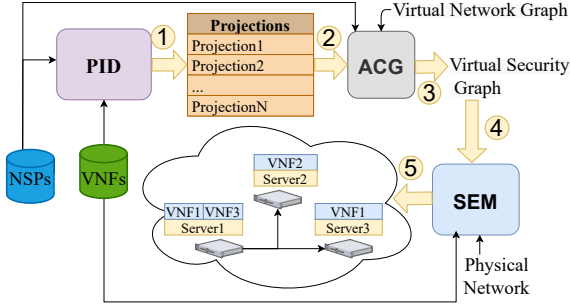 Virtual Network Graph
Projections
1
2
Projection1
PID
Projection2
ACG
...
ProjectionN
3
Virtual Security
Graph
4
NSPs
VNFs
VNF2
Server2
5
VNF1 VNF3
VNF1
Server1
Server3
SEM
Physical
Network